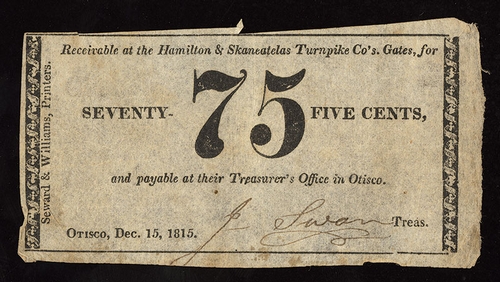 Receivable at the Hamilton & Skaneatelas Turnpike Co's. Gates, for
SEVENTY- 75 FIVE CENTS,
and payable at their Treasurer's Office in Otisco.
J Swan Treas.
OTISCO, Dec. 15, 1815.
Seward & Williams, Printers.